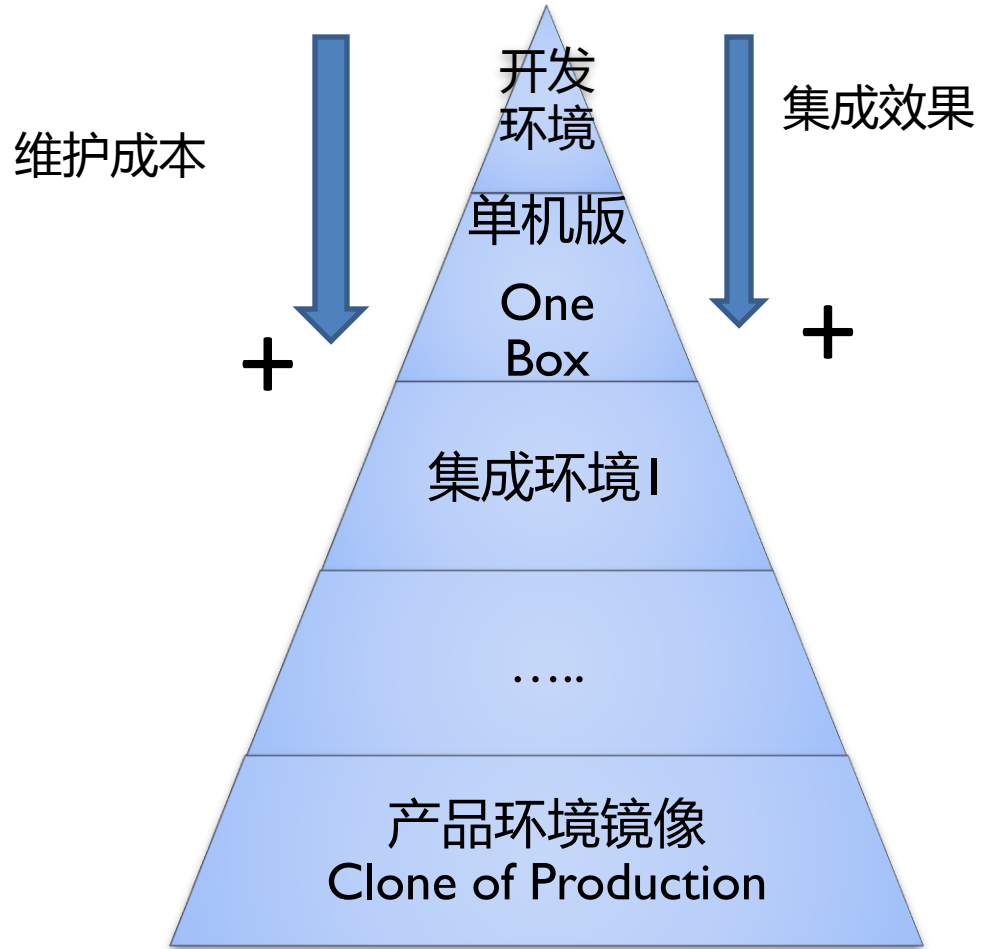 开发
环境
集成效果
维护成本
单机版
One
Box
+
+
集成环境1
…..
产品环境镜像
Clone of Production